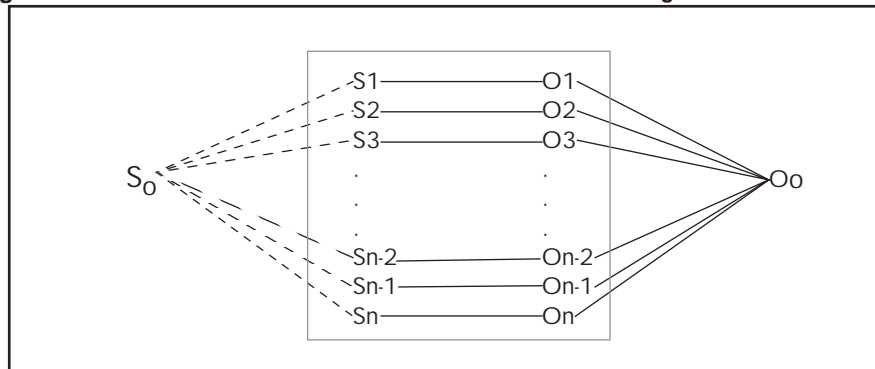 S1 O1
S2 O2
S3 O3
So Oo
. .
. .
. .
Sn-2 On-2
Sn-1 On-1
Sn On